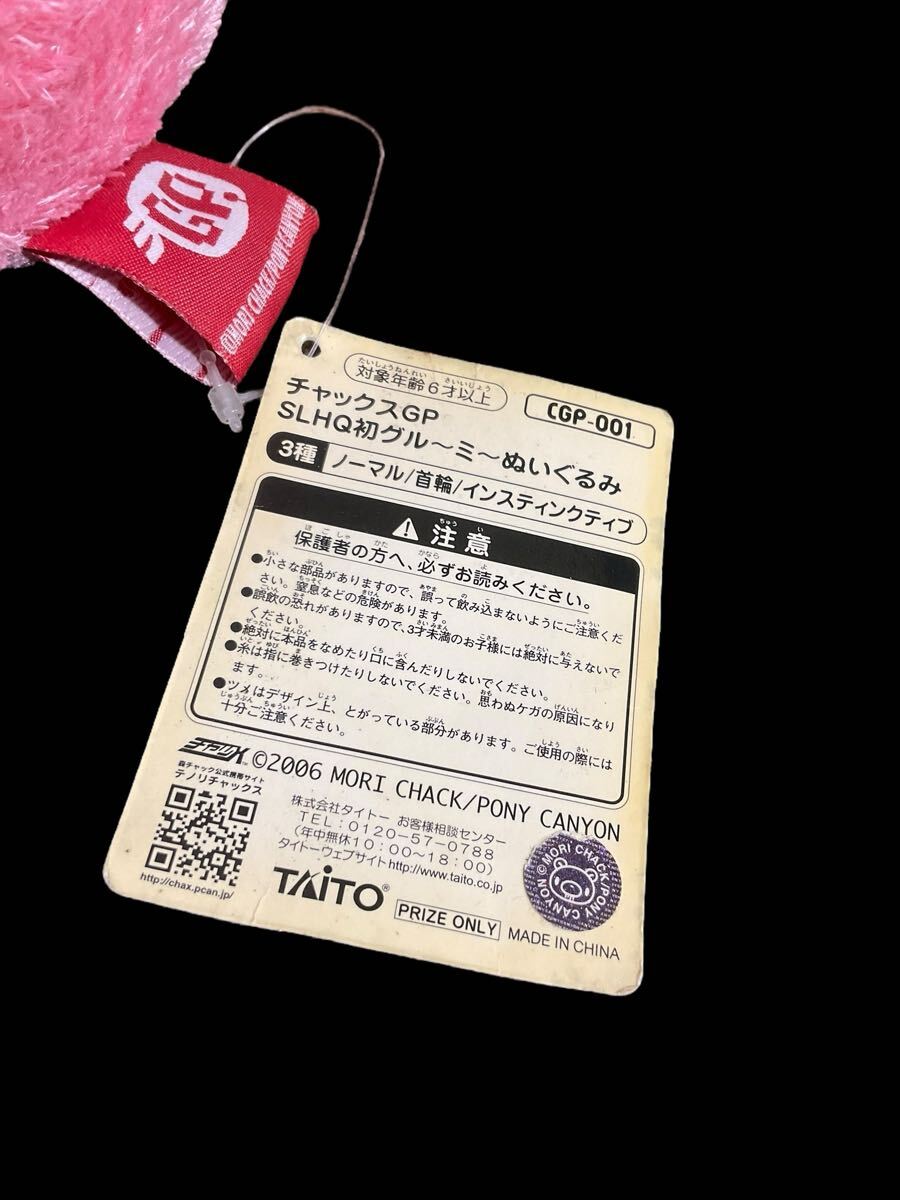 対象年齢6才以上
CGP-001
チャックスGP
SLHQ初グル～ミ～ぬいぐるみ
3種 ノーマル/首輪/インスティンクティブ
注意
保護者の方へ、必ずお読みください。
●小さな部品がありますので、誤って飲み込まないようにご注意くだ
さい。窒息などの危険があります。
●誤飲の恐れがありますので、3才未満のお子様には絶対に与えないで
ください。
●絶対に本品をなめたり口に含んだりしないでください。
●糸は指に巻きつけたりしないでください。思わぬケガの原因になり
ます。
●ツメはデザイン上、とがっている部分があります。ご使用の際には
十分ご注意ください。
©2006 MORI CHACK/PONY CANYON
森チャック公式携帯サイト
テノリチャックス
http://chax.pcan.jp/
株式会社タイトー お客様相談センター
TEL:0120-57-0788
(年中無休10:00~18:00)
タイトーウェブサイトhttp://www.taito.co.jp
TAITO®
PRIZE ONLY
MADE IN CHINA
©MORI CHACK/PONY CANYON